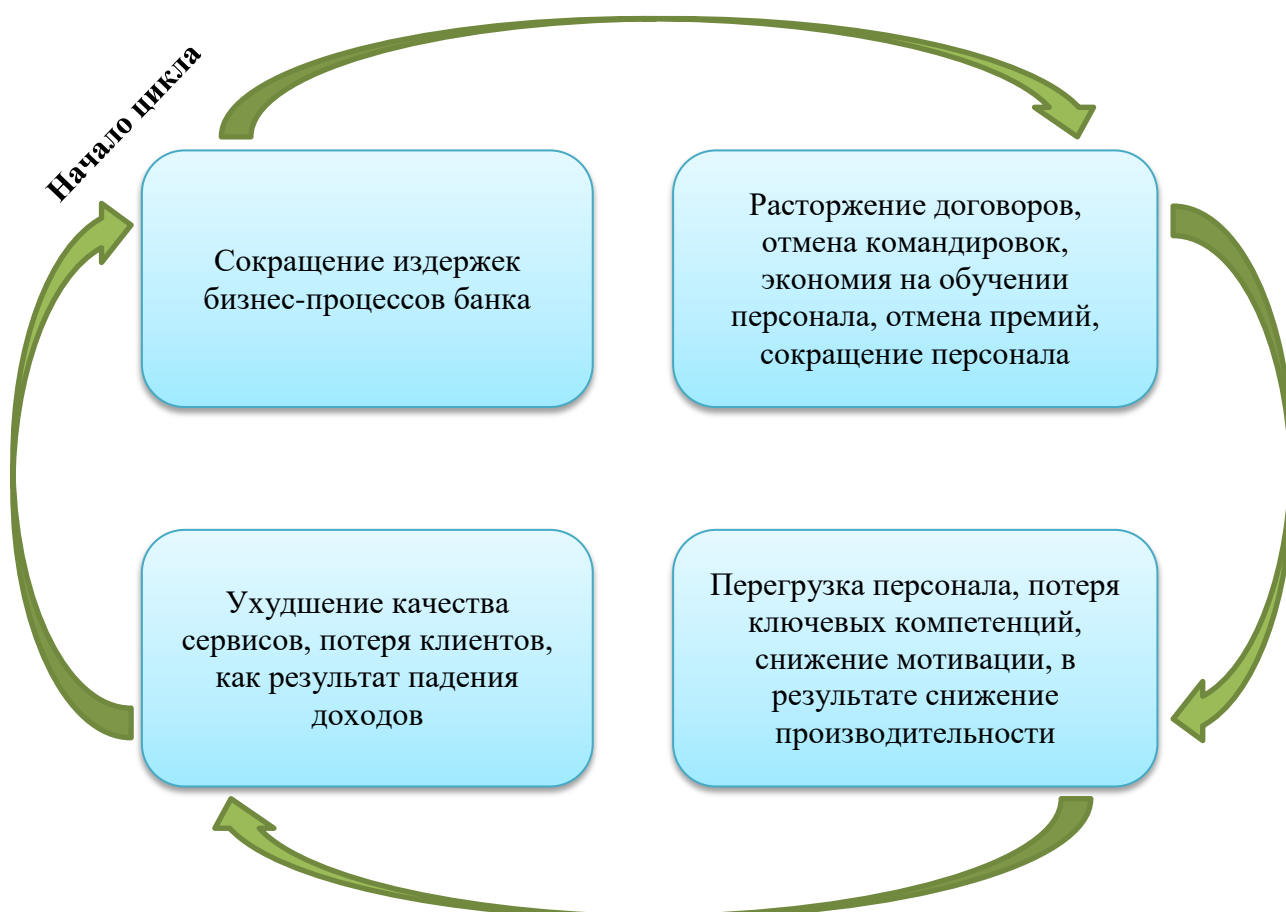 Начало цикла
Сокращение издержек
бизнес-процессов банка
Расторжение договоров,
отмена командировок,
экономия на обучении
персонала, отмена премий,
сокращение персонала
Ухудшение качества
сервисов, потеря клиентов,
как результат падения
доходов
Перегрузка персонала, потеря
ключевых компетенций,
снижение мотивации, в
результате снижение
производительности